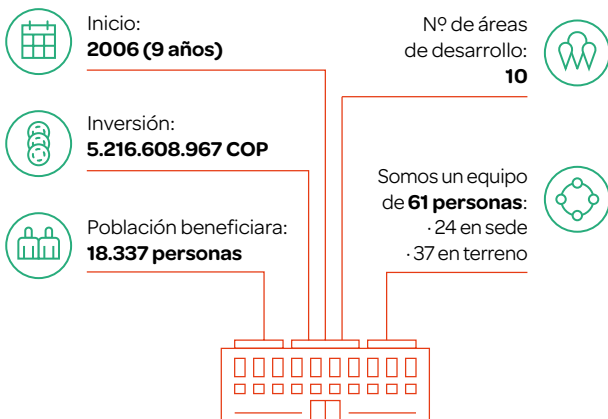 Inicio:
2006 (9 años)
Inversión:
5.216.608.967 COP
Población beneficiara:
18.337 personas
Nº de áreas
de desarrollo:
10
Somos un equipo
de 61 personas:
· 24 en sede
· 37 en terreno